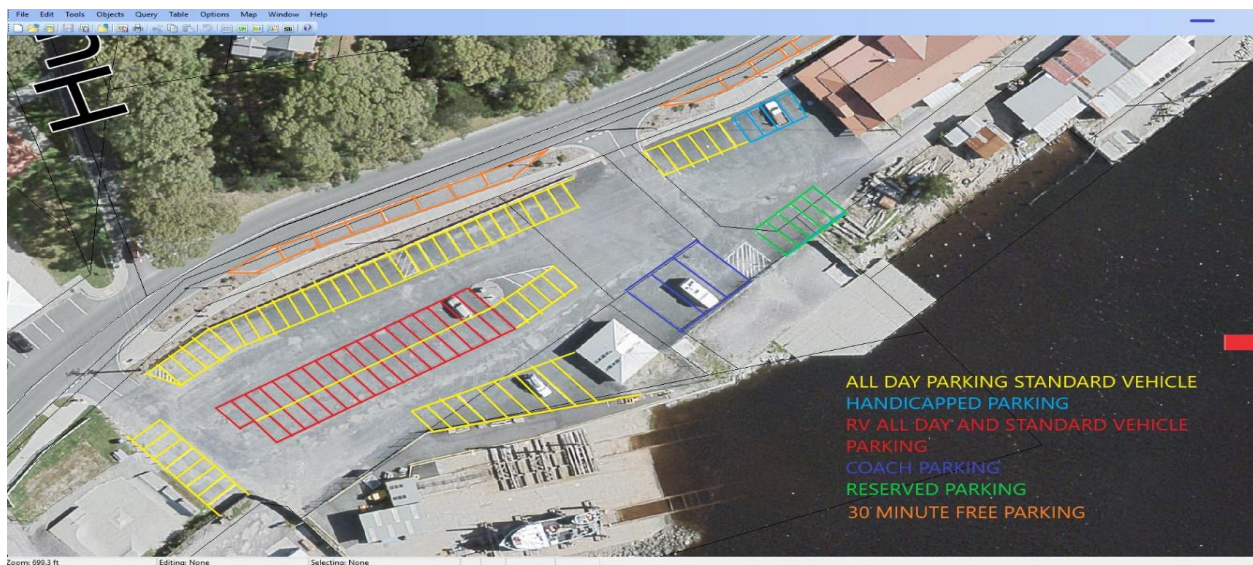 File Edit Tools Objects Query Table Options Map Window Help
ALL DAY PARKING STANDARD VEHICLE
HANDICAPPED PARKING
RV ALL DAY AND STANDARD VEHICLE
PARKING
COACH PARKING
RESERVED PARKING
30 MINUTE FREE PARKING
Zoom: 699.3 ft Editing: None Selecting: None